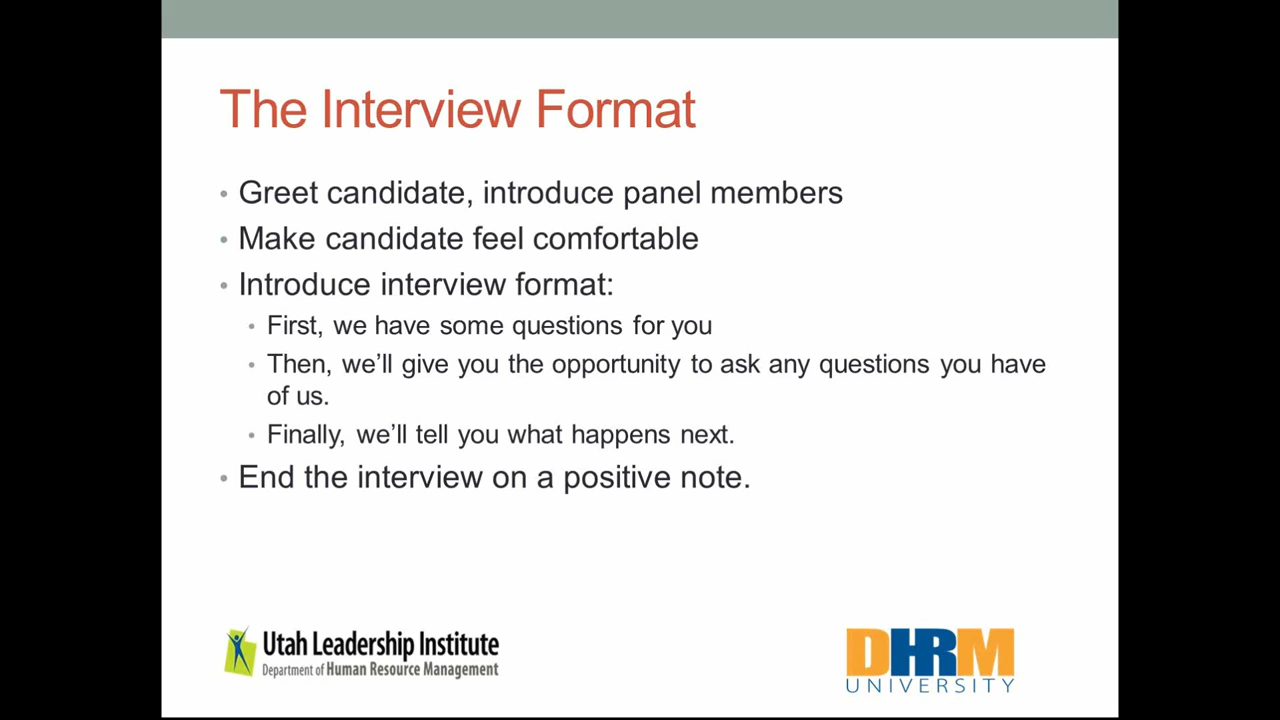 The Interview Format
• Greet candidate, introduce panel members
• Make candidate feel comfortable
• Introduce interview format:
• First, we have some questions for you
• Then, we’ll give you the opportunity to ask any questions you have
of us.
• Finally, we’ll tell you what happens next.
• End the interview on a positive note.
Utah Leadership Institute
Department of Human Resource Management
DHRM
UNIVERSITY